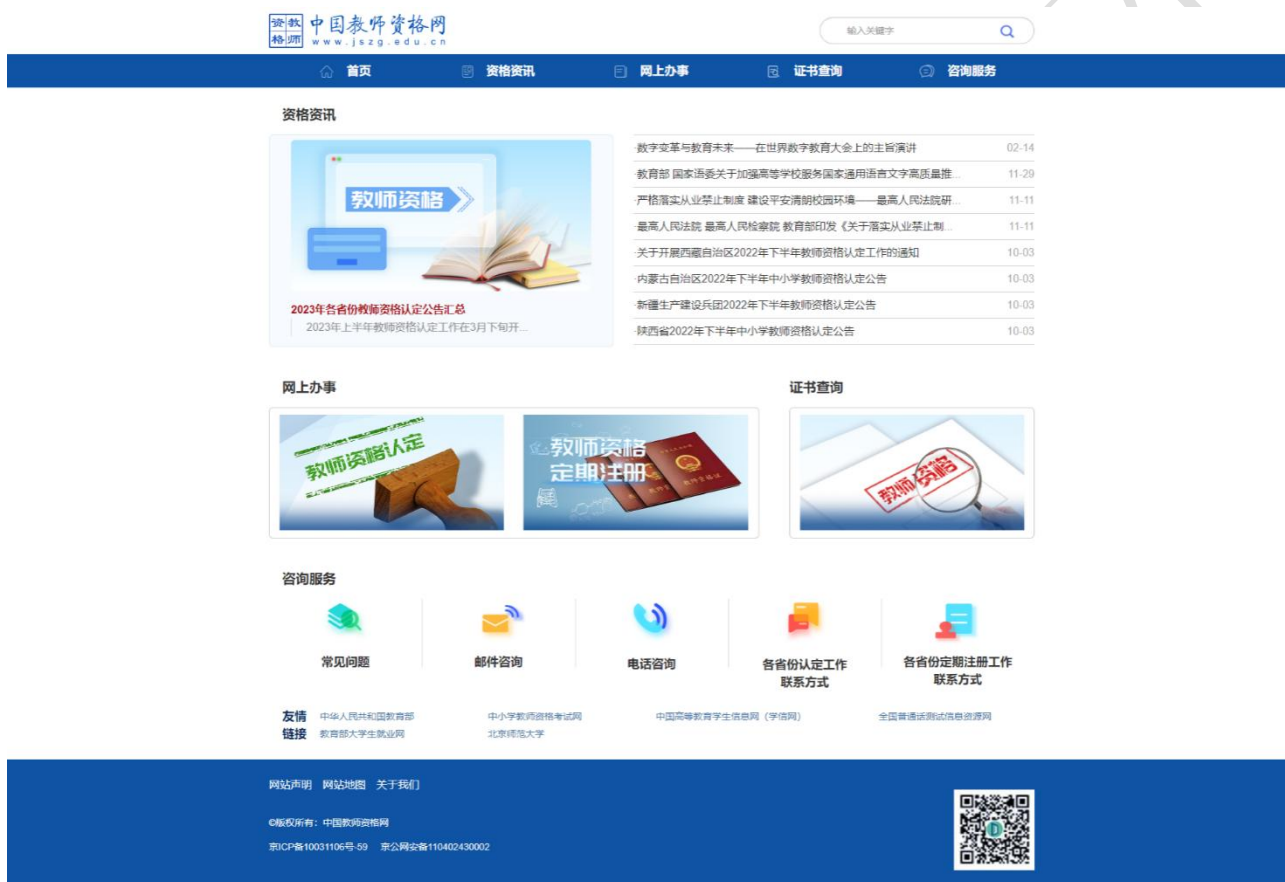 资教
格师
中国教师资格网
www.jszg.edu.cn
输入关键字
首页 资格资讯 网上办事 证书查询 咨询服务
资格资讯
教师资格
2023年各省份教师资格认定公告汇总
2023年上半年教师资格认定工作在3月下旬开...
·数字变革与教育未来——在世界数字教育大会上的主旨演讲 02-14
·教育部 国家语委关于加强高等学校服务国家通用语言文字高质量推... 11-29
·严格落实从业禁止制度 建设平安清朗校园环境——最高人民法院研... 11-11
·最高人民法院 最高人民检察院 教育部印发《关于落实从业禁止制... 11-11
·关于开展西藏自治区2022年下半年教师资格认定工作的通知 10-03
·内蒙古自治区2022年下半年中小学教师资格认定公告 10-03
·新疆生产建设兵团2022年下半年教师资格认定公告 10-03
·陕西省2022年下半年中小学教师资格认定公告 10-03
网上办事 证书查询
教师资格认定
教师资格
定期注册
教师资格
咨询服务
常见问题 邮件咨询 电话咨询 各省份认定工作 各省份定期注册工作
联系方式 联系方式
友情 中华人民共和国教育部 中小学教师资格考试网 中国高等教育学生信息网（学信网） 全国普通话测试信息资源网
链接 教育部大学生就业网 北京师范大学
网站声明 网站地图 关于我们
©版权所有：中国教师资格网
京ICP备10031106号-59 京公网安备110402430002